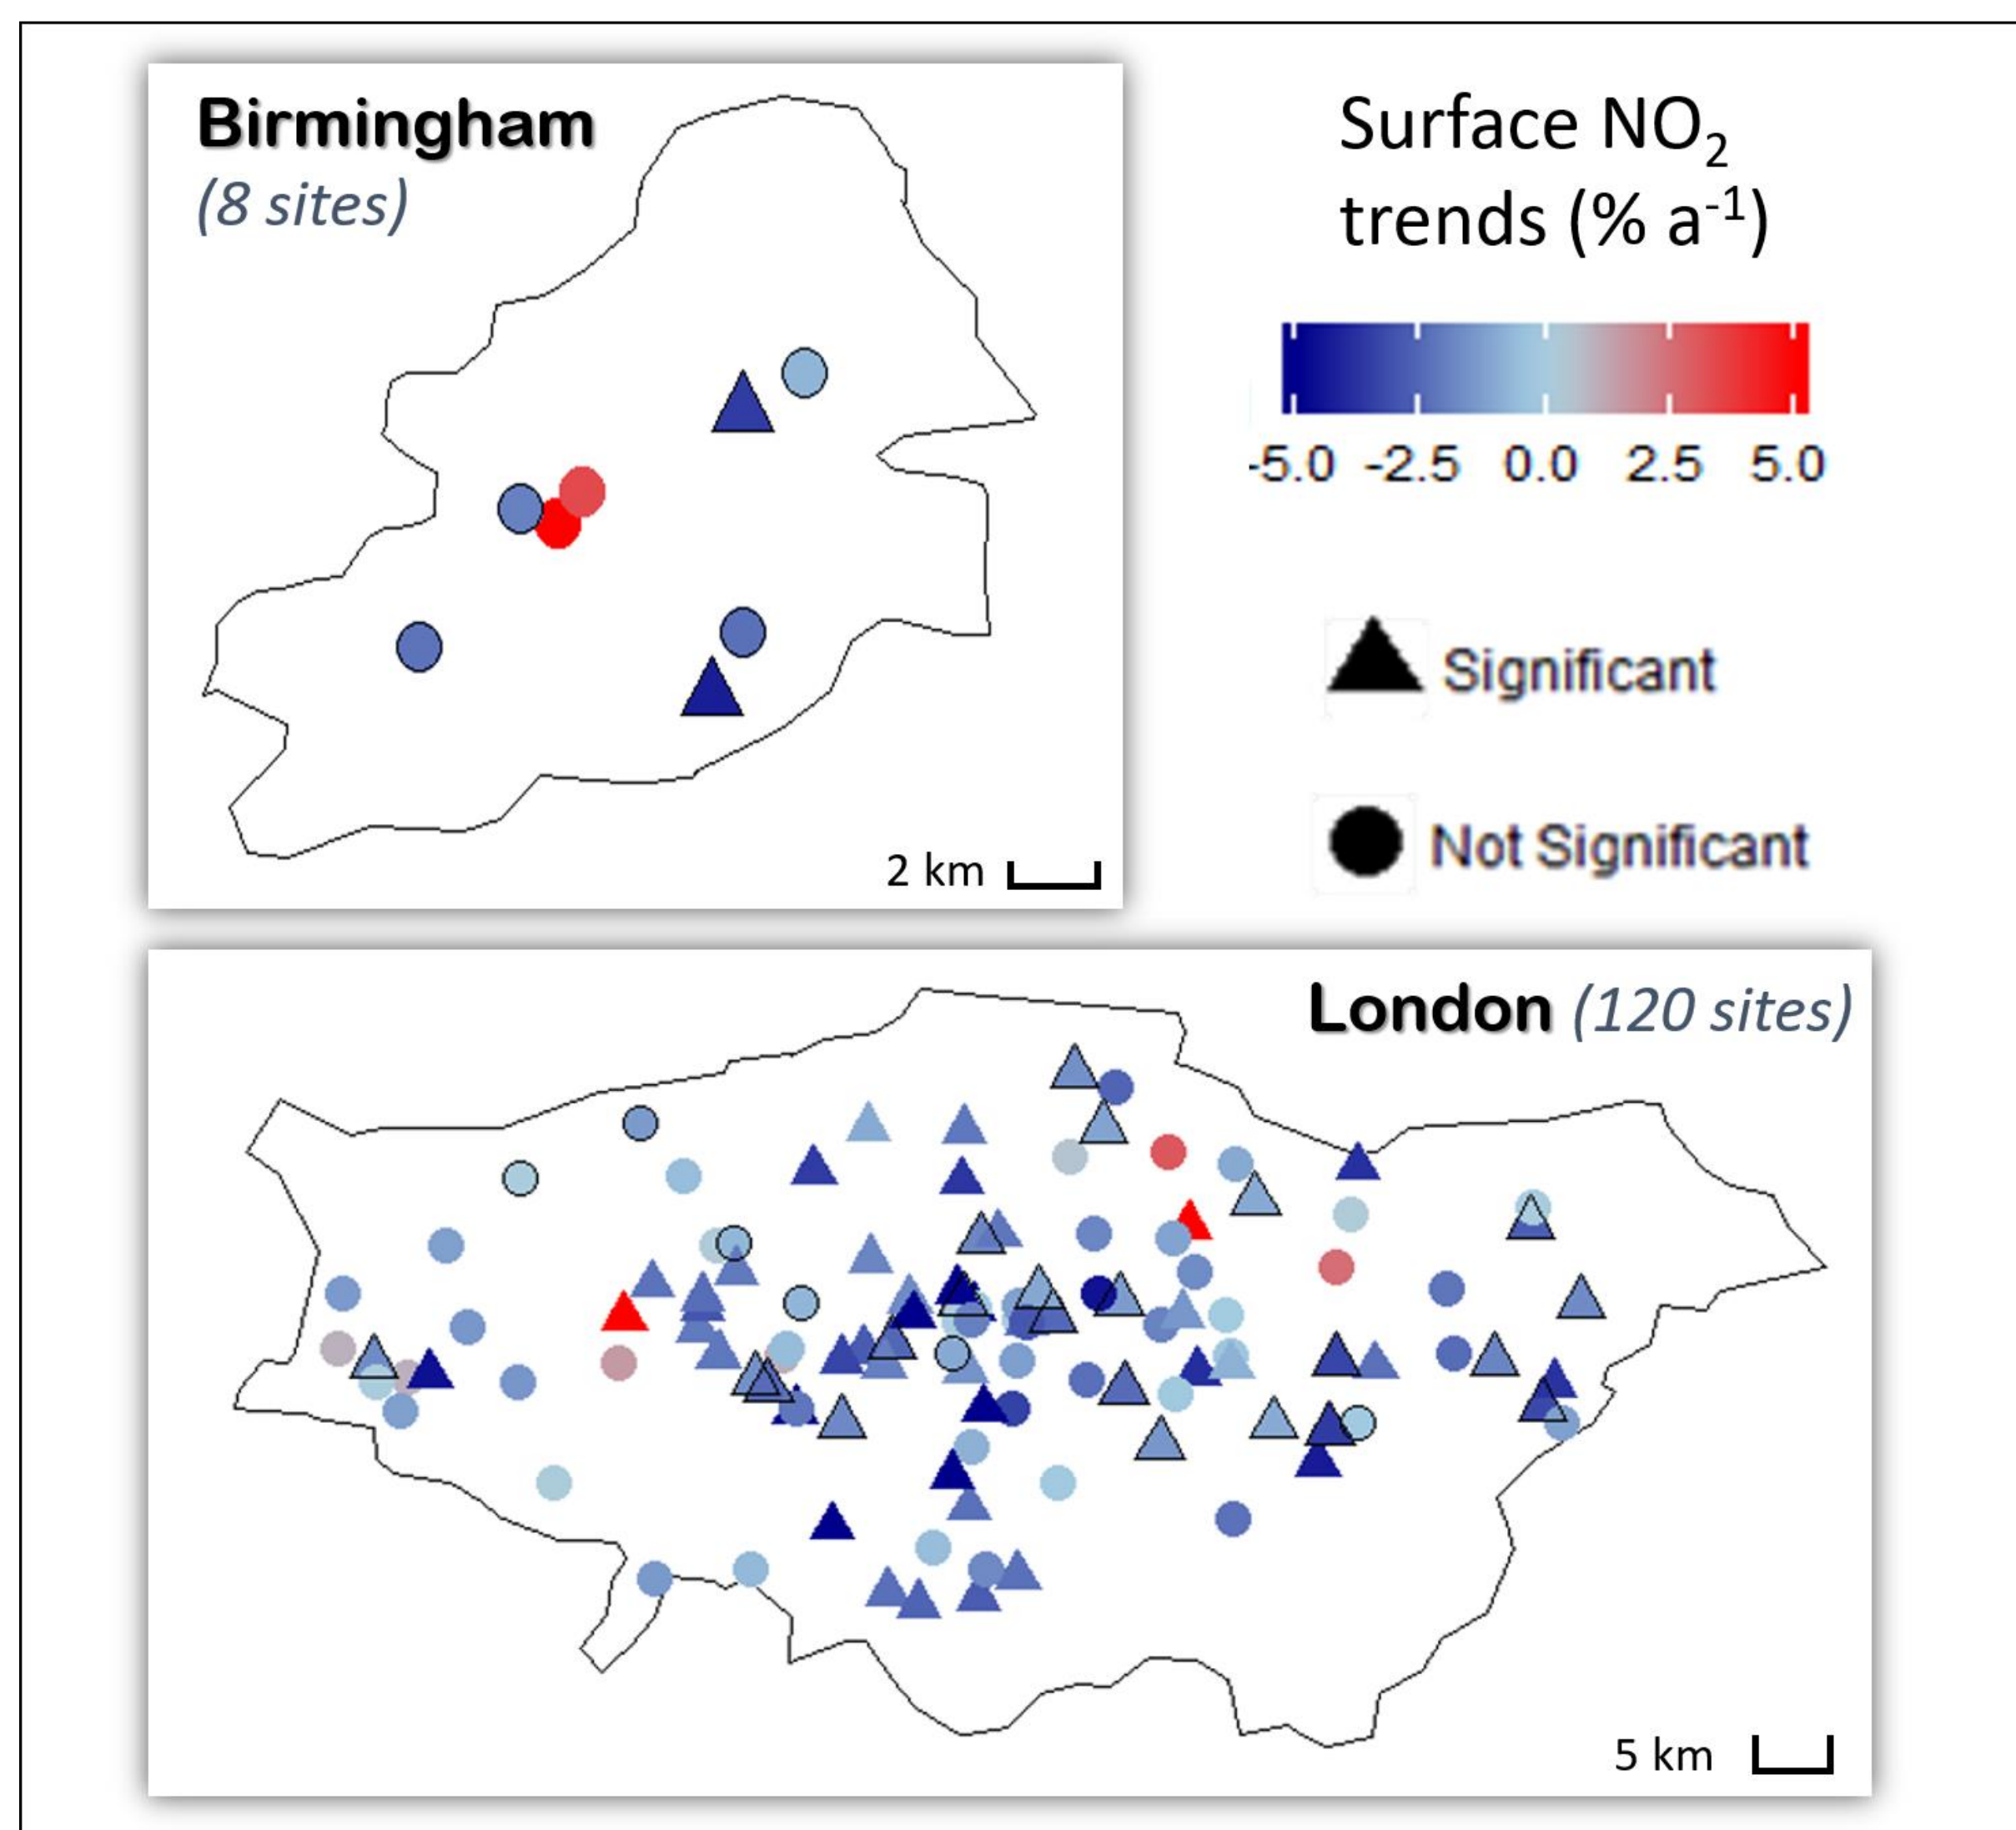 Birmingham
(8 sites)
2 km
Surface NO₂
trends (% a⁻¹)
-5.0 -2.5 0.0 2.5 5.0
Significant
Not Significant
London (120 sites)
5 km